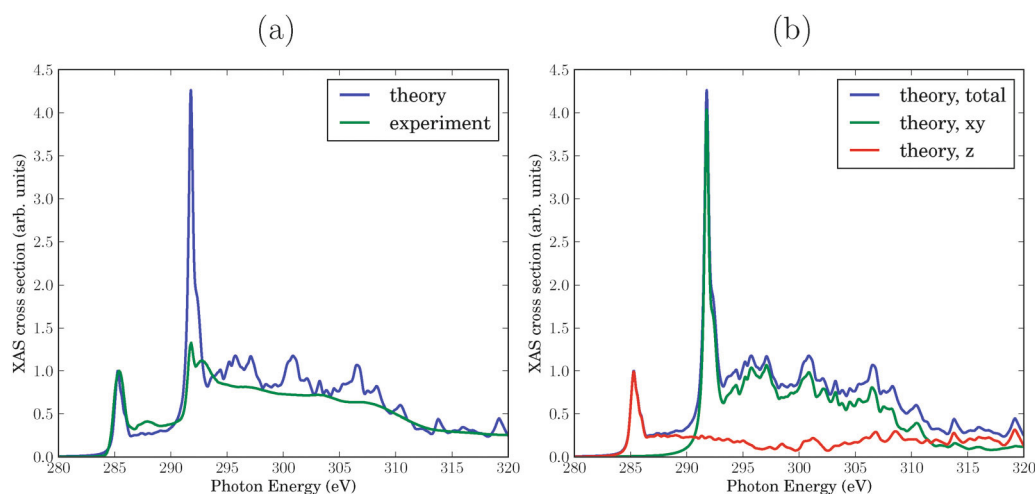 (a)
4.5
4.0
3.5
3.0
2.5
2.0
1.5
1.0
0.5
0.0
XAS cross section (arb. units)
theory
experiment
280 285 290 295 300 305 310 315 320
Photon Energy (eV)
(b)
4.5
4.0
3.5
3.0
2.5
2.0
1.5
1.0
0.5
0.0
XAS cross section (arb. units)
theory, total
theory, xy
theory, z
280 285 290 295 300 305 310 315 320
Photon Energy (eV)